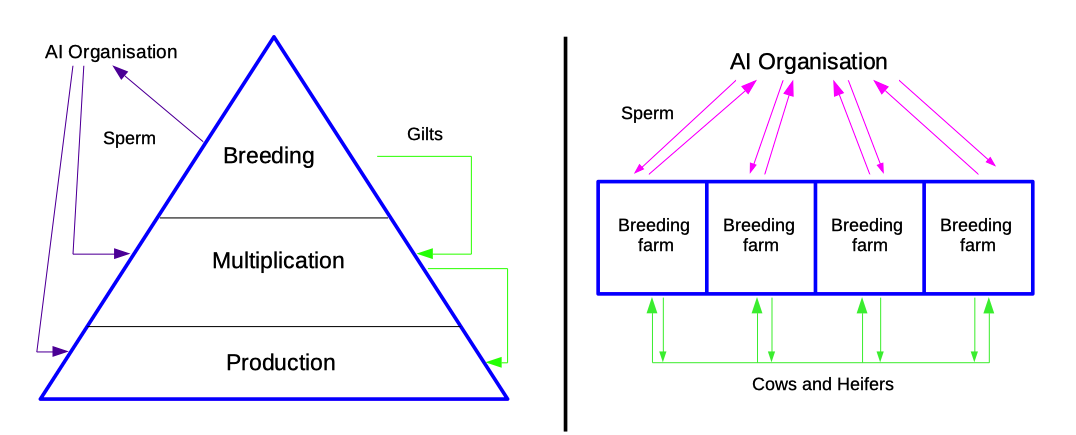 AI Organisation
Sperm
Gilts
Breeding
Multiplication
Production
AI Organisation
Sperm
Breeding
farm
Breeding
farm
Breeding
farm
Breeding
farm
Cows and Heifers